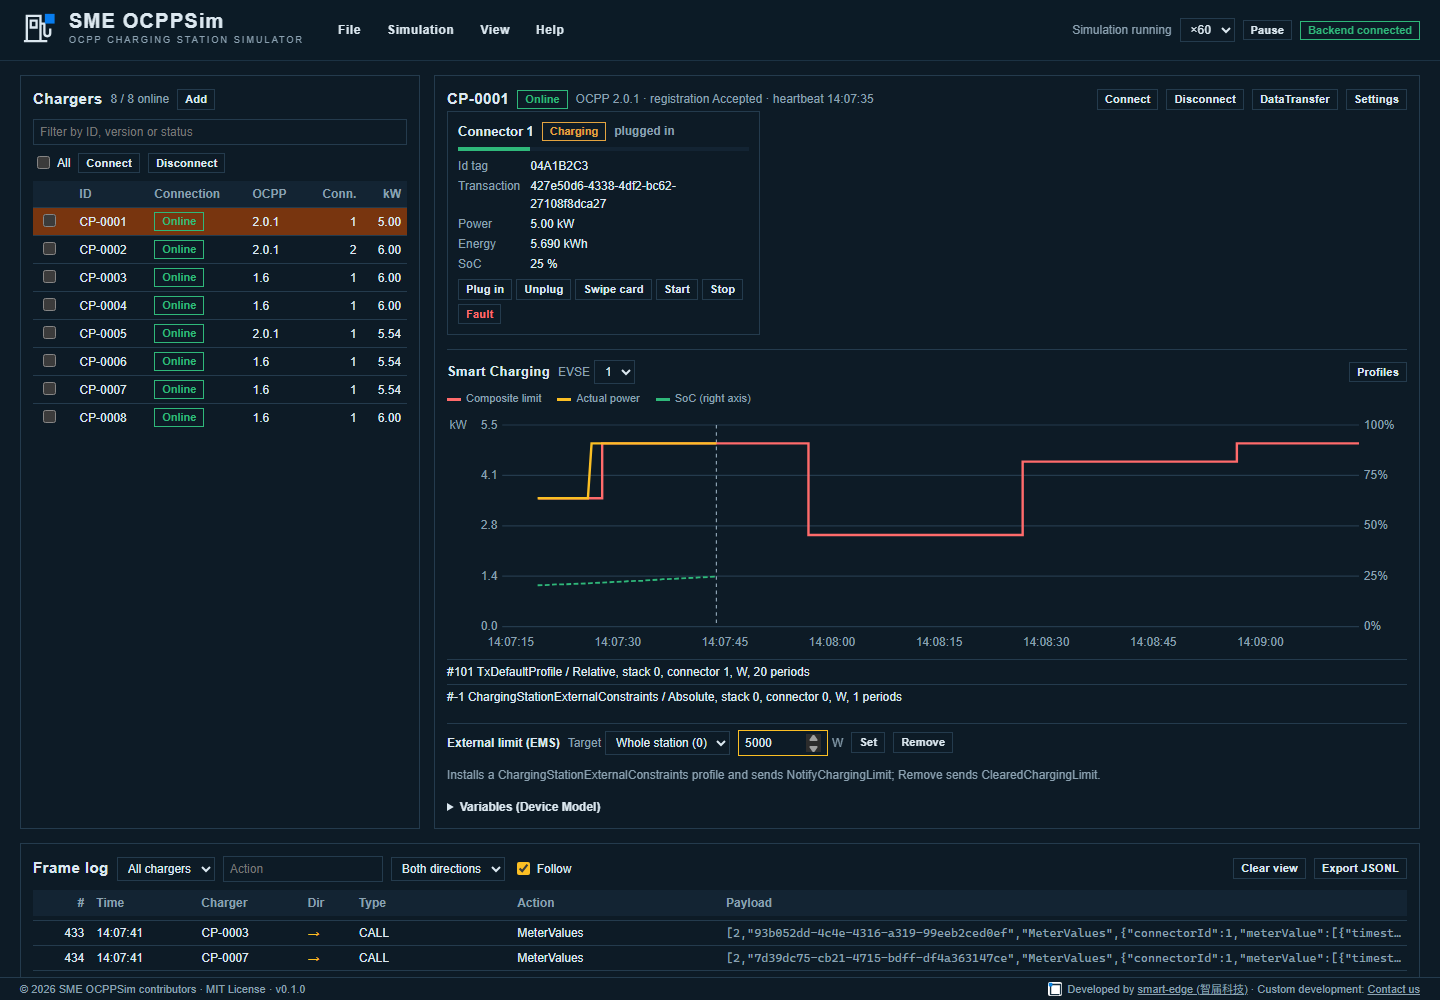 SME OCPPSim
OCPP CHARGING STATION SIMULATOR
File Simulation View Help
Simulation running ×60 Pause Backend connected
Chargers 8 / 8 online Add
Filter by ID, version or status
All Connect Disconnect
ID Connection OCPP Conn. kW
CP-0001 Online 2.0.1 1 5.00
CP-0002 Online 2.0.1 2 6.00
CP-0003 Online 1.6 1 6.00
CP-0004 Online 1.6 1 6.00
CP-0005 Online 2.0.1 1 5.54
CP-0006 Online 1.6 1 5.54
CP-0007 Online 1.6 1 5.54
CP-0008 Online 1.6 1 6.00
CP-0001 Online OCPP 2.0.1 · registration Accepted · heartbeat 14:07:35
Connect Disconnect DataTransfer Settings
Connector 1 Charging plugged in
Id tag 04A1B2C3
Transaction 427e50d6-4338-4df2-bc62-
27108f8dca27
Power 5.00 kW
Energy 5.690 kWh
SoC 25 %
Plug in Unplug Swipe card Start Stop
Fault
Smart Charging EVSE 1 Profiles
Composite limit Actual power SoC (right axis)
kW 5.5 100%
4.1 75%
2.8 50%
1.4 25%
0.0 0%
14:07:15 14:07:30 14:07:45 14:08:00 14:08:15 14:08:30 14:08:45 14:09:00
#101 TxDefaultProfile / Relative, stack 0, connector 1, W, 20 periods
#-1 ChargingStationExternalConstraints / Absolute, stack 0, connector 0, W, 1 periods
External limit (EMS) Target Whole station (0) 5000 W Set Remove
Installs a ChargingStationExternalConstraints profile and sends NotifyChargingLimit; Remove sends ClearedChargingLimit.
Variables (Device Model)
Frame log All chargers Action Both directions Follow Clear view Export JSONL
# Time Charger Dir Type Action Payload
433 14:07:41 CP-0003 → CALL MeterValues [2,"93b052dd-4c4e-4316-a319-99eeb2ced0ef","MeterValues",{"connectorId":1,"meterValue":[{"timest…
434 14:07:41 CP-0007 → CALL MeterValues [2,"7d39dc75-cb21-4715-bdff-df4a363147ce","MeterValues",{"connectorId":1,"meterValue":[{"timest…
© 2026 SME OCPPSim contributors · MIT License · v0.1.0
Developed by smart-edge (智届科技) · Custom development: Contact us